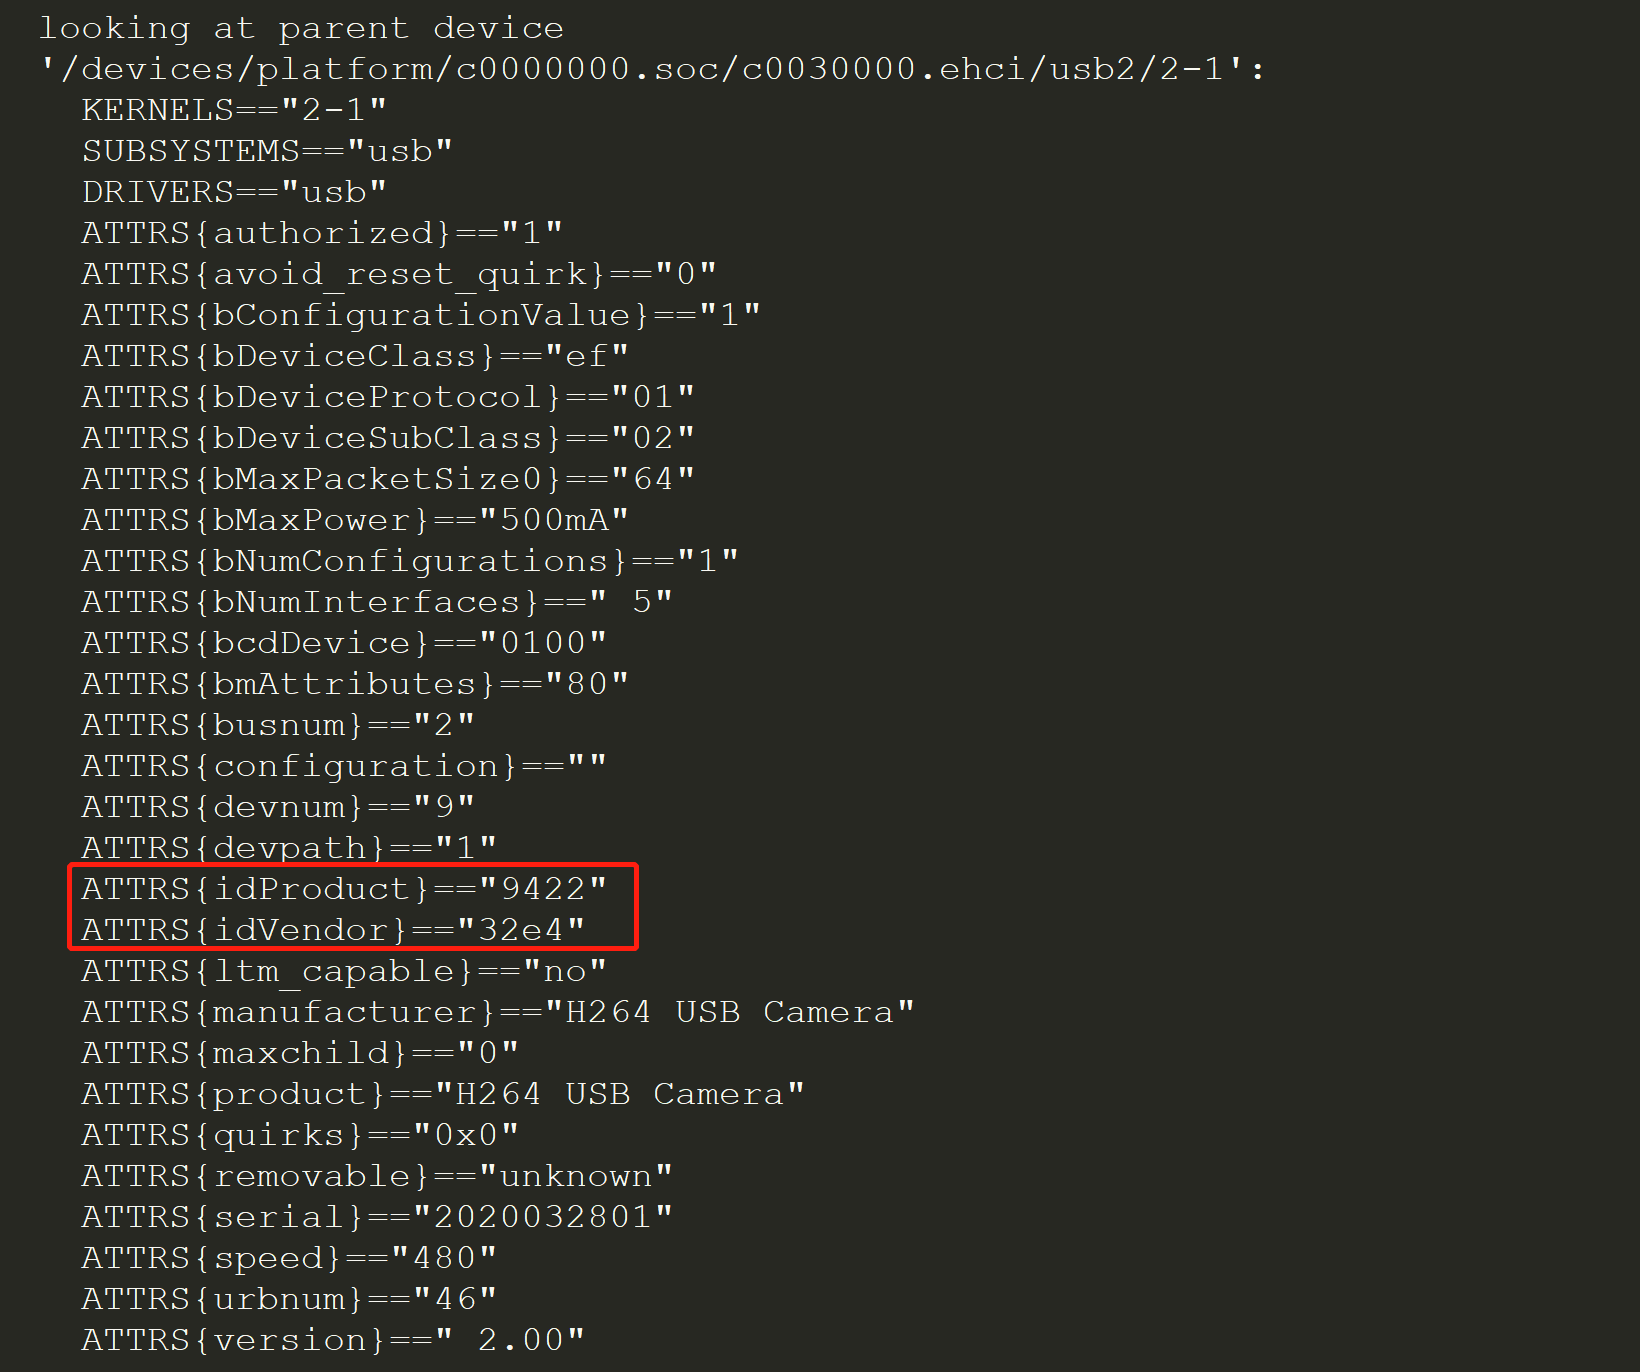 looking at parent device
'/devices/platform/c0000000.soc/c0030000.ehci/usb2/2-1':
KERNELS=="2-1"
SUBSYSTEMS=="usb"
DRIVERS=="usb"
ATTRS{authorized}=="1"
ATTRS{avoid_reset_quirk}=="0"
ATTRS{bConfigurationValue}=="1"
ATTRS{bDeviceClass}=="ef"
ATTRS{bDeviceProtocol}=="01"
ATTRS{bDeviceSubClass}=="02"
ATTRS{bMaxPacketSize0}=="64"
ATTRS{bMaxPower}=="500mA"
ATTRS{bNumConfigurations}=="1"
ATTRS{bNumInterfaces}==" 5"
ATTRS{bcdDevice}=="0100"
ATTRS{bmAttributes}=="80"
ATTRS{busnum}=="2"
ATTRS{configuration}==""
ATTRS{devnum}=="9"
ATTRS{devpath}=="1"
ATTRS{idProduct}=="9422"
ATTRS{idVendor}=="32e4"
ATTRS{ltm_capable}=="no"
ATTRS{manufacturer}=="H264 USB Camera"
ATTRS{maxchild}=="0"
ATTRS{product}=="H264 USB Camera"
ATTRS{quirks}=="0x0"
ATTRS{removable}=="unknown"
ATTRS{serial}=="2020032801"
ATTRS{speed}=="480"
ATTRS{urbnum}=="46"
ATTRS{version}==" 2.00"